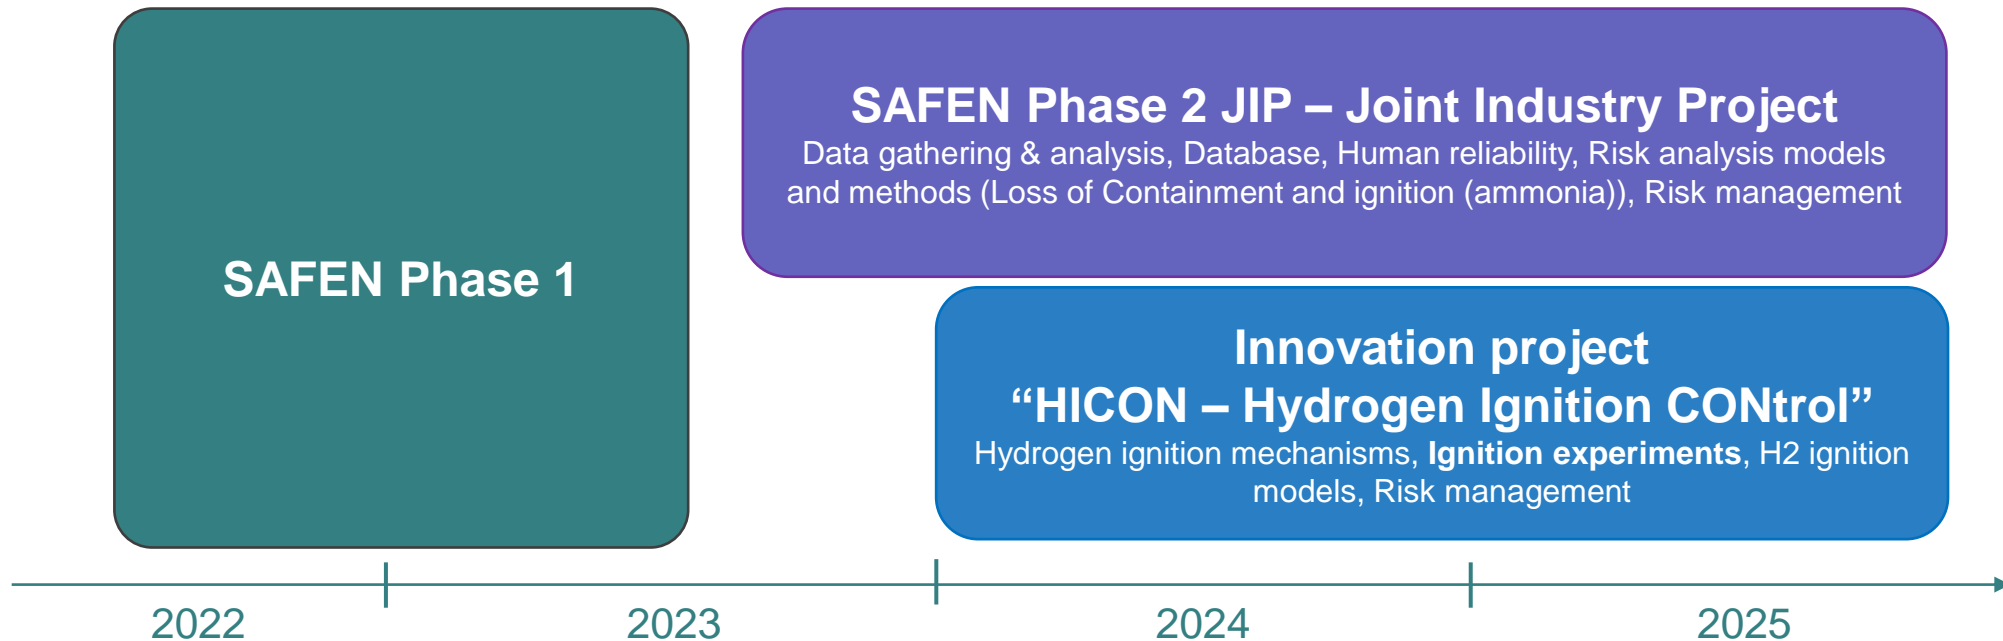 SAFEN Phase 1
SAFEN Phase 2 JIP – Joint Industry Project
Data gathering & analysis, Database, Human reliability, Risk analysis models
and methods (Loss of Containment and ignition (ammonia)), Risk management
Innovation project
“HICON – Hydrogen Ignition CONtrol”
Hydrogen ignition mechanisms, Ignition experiments, H2 ignition
models, Risk management
2022
2023
2024
2025